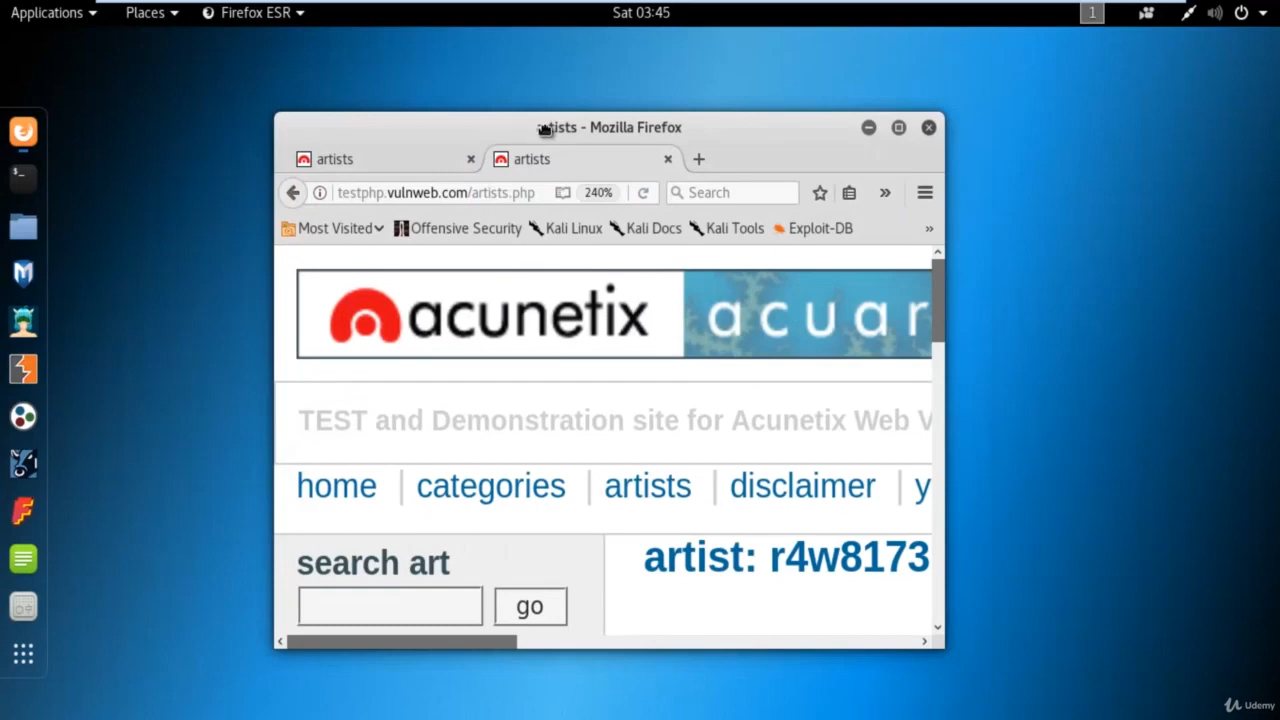 Applications Places Firefox ESR Sat 03:45 1
- Mozilla Firefox
artists artists
testphp.vulnweb.com/artists.php 240% Search
Most Visited Offensive Security Kali Linux Kali Docs Kali Tools Exploit-DB »
acunetix acuar
TEST and Demonstration site for Acunetix Web V
home categories artists disclaimer y
search art
artist: r4w8173
go
Udemy